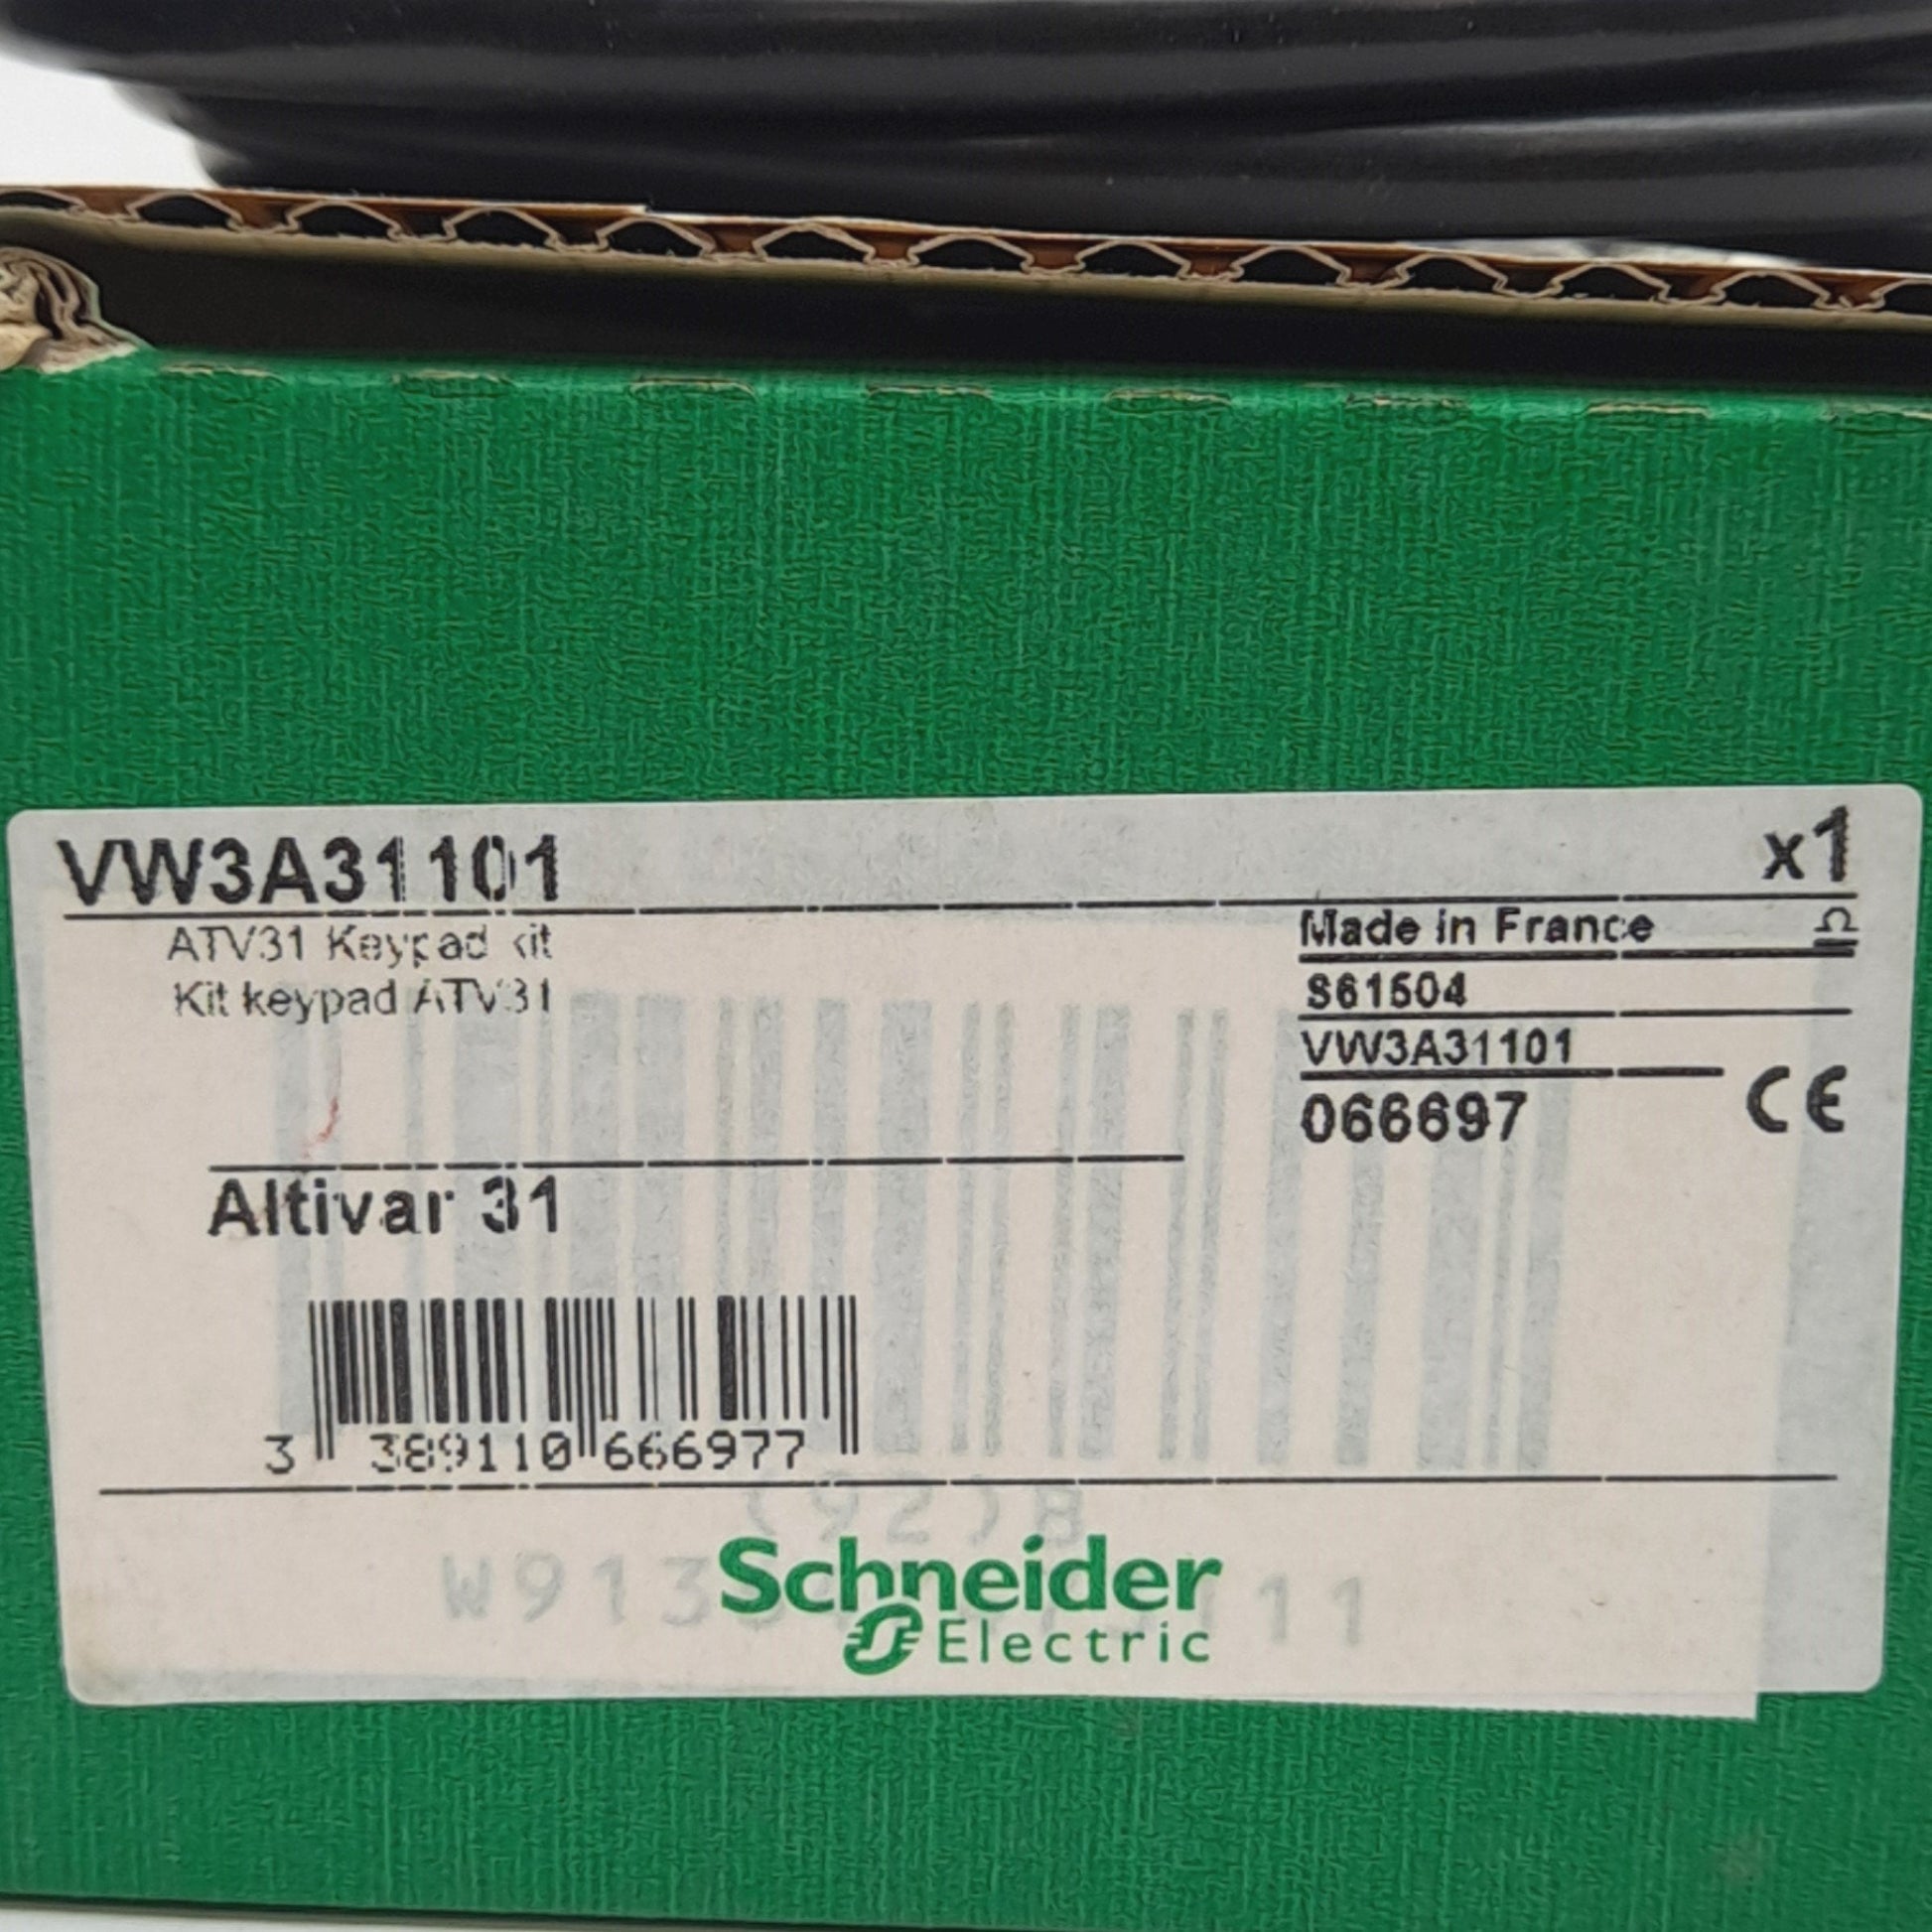 VW3A31101
x1
ATV31 Keypad kit
Kit keypad ATV31
Made in France
S61504
VW3A31101
066697
CE
Altivar 31
3 389110 666977
(92)B
Schneider
Electric